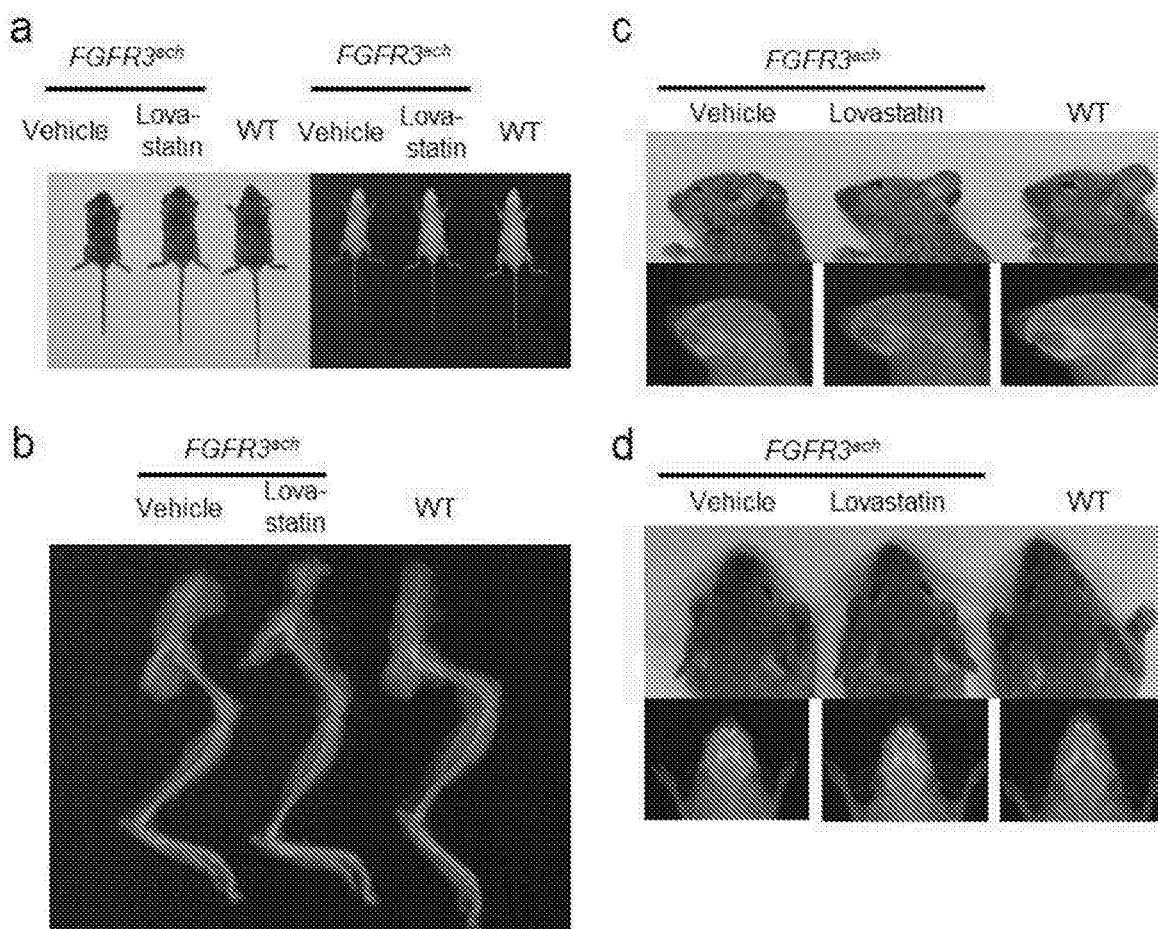 a
FGFR3ach FGFR3ach
Vehicle Lova-
statin WT Vehicle Lova-
statin WT
b
FGFR3ach
Vehicle Lova-
statin WT
c
FGFR3ach
Vehicle Lovastatin WT
d
FGFR3ach
Vehicle Lovastatin WT